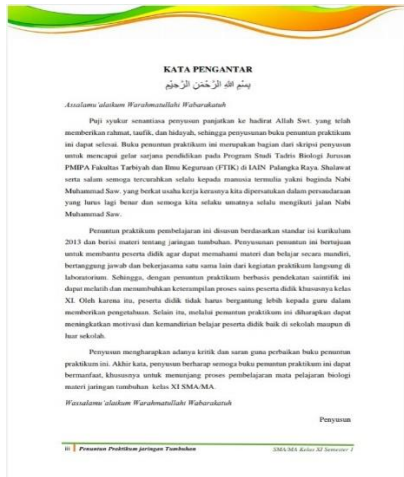 KATA PENGANTAR
بِسْمِ اللهِ الرَّحْمَنِ الرَّحِيْمِ
Assalamu'alaikum Warahmatullahi Wabarakatuh
Puji syukur senantiasa penyusun panjatkan ke hadirat Allah Swt. yang telah
memberikan rahmat, taufik, dan hidayah, sehingga penyusunan buku penuntun praktikum
ini dapat selesai. Buku penuntun praktikum ini merupakan bagian dari skripsi penyusun
untuk mencapai gelar sarjana pendidikan pada Program Studi Tadris Biologi Jurusan
PMIPA Fakultas Tarbiyah dan Ilmu Keguruan (FTIK) di IAIN Palangka Raya. Shalawat
serta salam semoga tercurahkan selalu kepada manusia termulia yakni baginda Nabi
Muhammad Saw. yang berkat usaha kerja kerasnya kita dipersatukan dalam persaudaraan
yang lurus lagi benar dan semoga kita selaku umatnya selalu mengikuti jalan Nabi
Muhammad Saw.
Penuntun praktikum pembelajaran ini disusun berdasarkan standar isi kurikulum
2013 dan berisi materi tentang jaringan tumbuhan. Penyusunan penuntun ini bertujuan
untuk membantu peserta didik agar dapat memahami materi dan belajar secara mandiri,
bertanggung jawab dan bekerjasama satu sama lain dari kegiatan praktikum langsung di
laboratorium. Sehingga, dengan penuntun praktikum berbasis pendekatan saintifik ini
dapat melatih dan menumbuhkan keterampilan proses sains peserta didik khususnya kelas
XI. Oleh karena itu, peserta didik tidak harus bergantung lebih kepada guru dalam
memberikan pengetahuan. Selain itu, melalui penuntun praktikum ini diharapkan dapat
meningkatkan motivasi dan kemandirian belajar peserta didik baik di sekolah maupun di
luar sekolah.
Penyusun mengharapkan adanya kritik dan saran guna perbaikan buku penuntun
praktikum ini. Akhir kata, penyusun berharap semoga buku penuntun praktikum ini dapat
bermanfaat, khususnya untuk menunjang proses pembelajaran mata pelajaran biologi
materi jaringan tumbuhan kelas XI SMA/MA.
Wassalamu'alaikum Warahmatullahi Wabarakatuh
Penyusun
iii Penuntun Praktikum jaringan Tumbuhan SMA/MA Kelas XI Semester 1